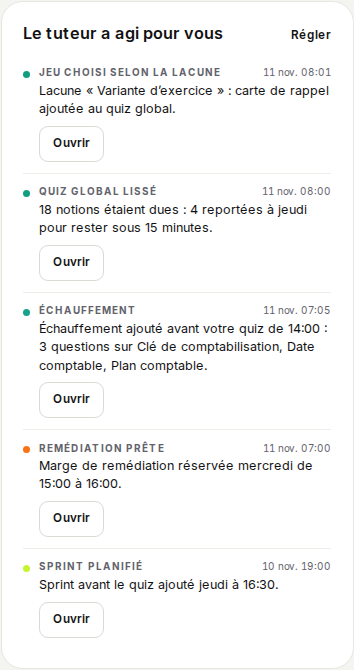 Le tuteur a agi pour vous
Régler
JEU CHOISI SELON LA LACUNE
11 nov. 08:01
Lacune « Variante d’exercice » : carte de rappel
ajoutée au quiz global.
Ouvrir
QUIZ GLOBAL LISSÉ
11 nov. 08:00
18 notions étaient dues : 4 reportées à jeudi
pour rester sous 15 minutes.
Ouvrir
ÉCHAUFFEMENT
11 nov. 07:05
Échauffement ajouté avant votre quiz de 14:00 :
3 questions sur Clé de comptabilisation, Date
comptable, Plan comptable.
Ouvrir
REMÉDIATION PRÊTE
11 nov. 07:00
Marge de remédiation réservée mercredi de
15:00 à 16:00.
Ouvrir
SPRINT PLANIFIÉ
10 nov. 19:00
Sprint avant le quiz ajouté jeudi à 16:30.
Ouvrir